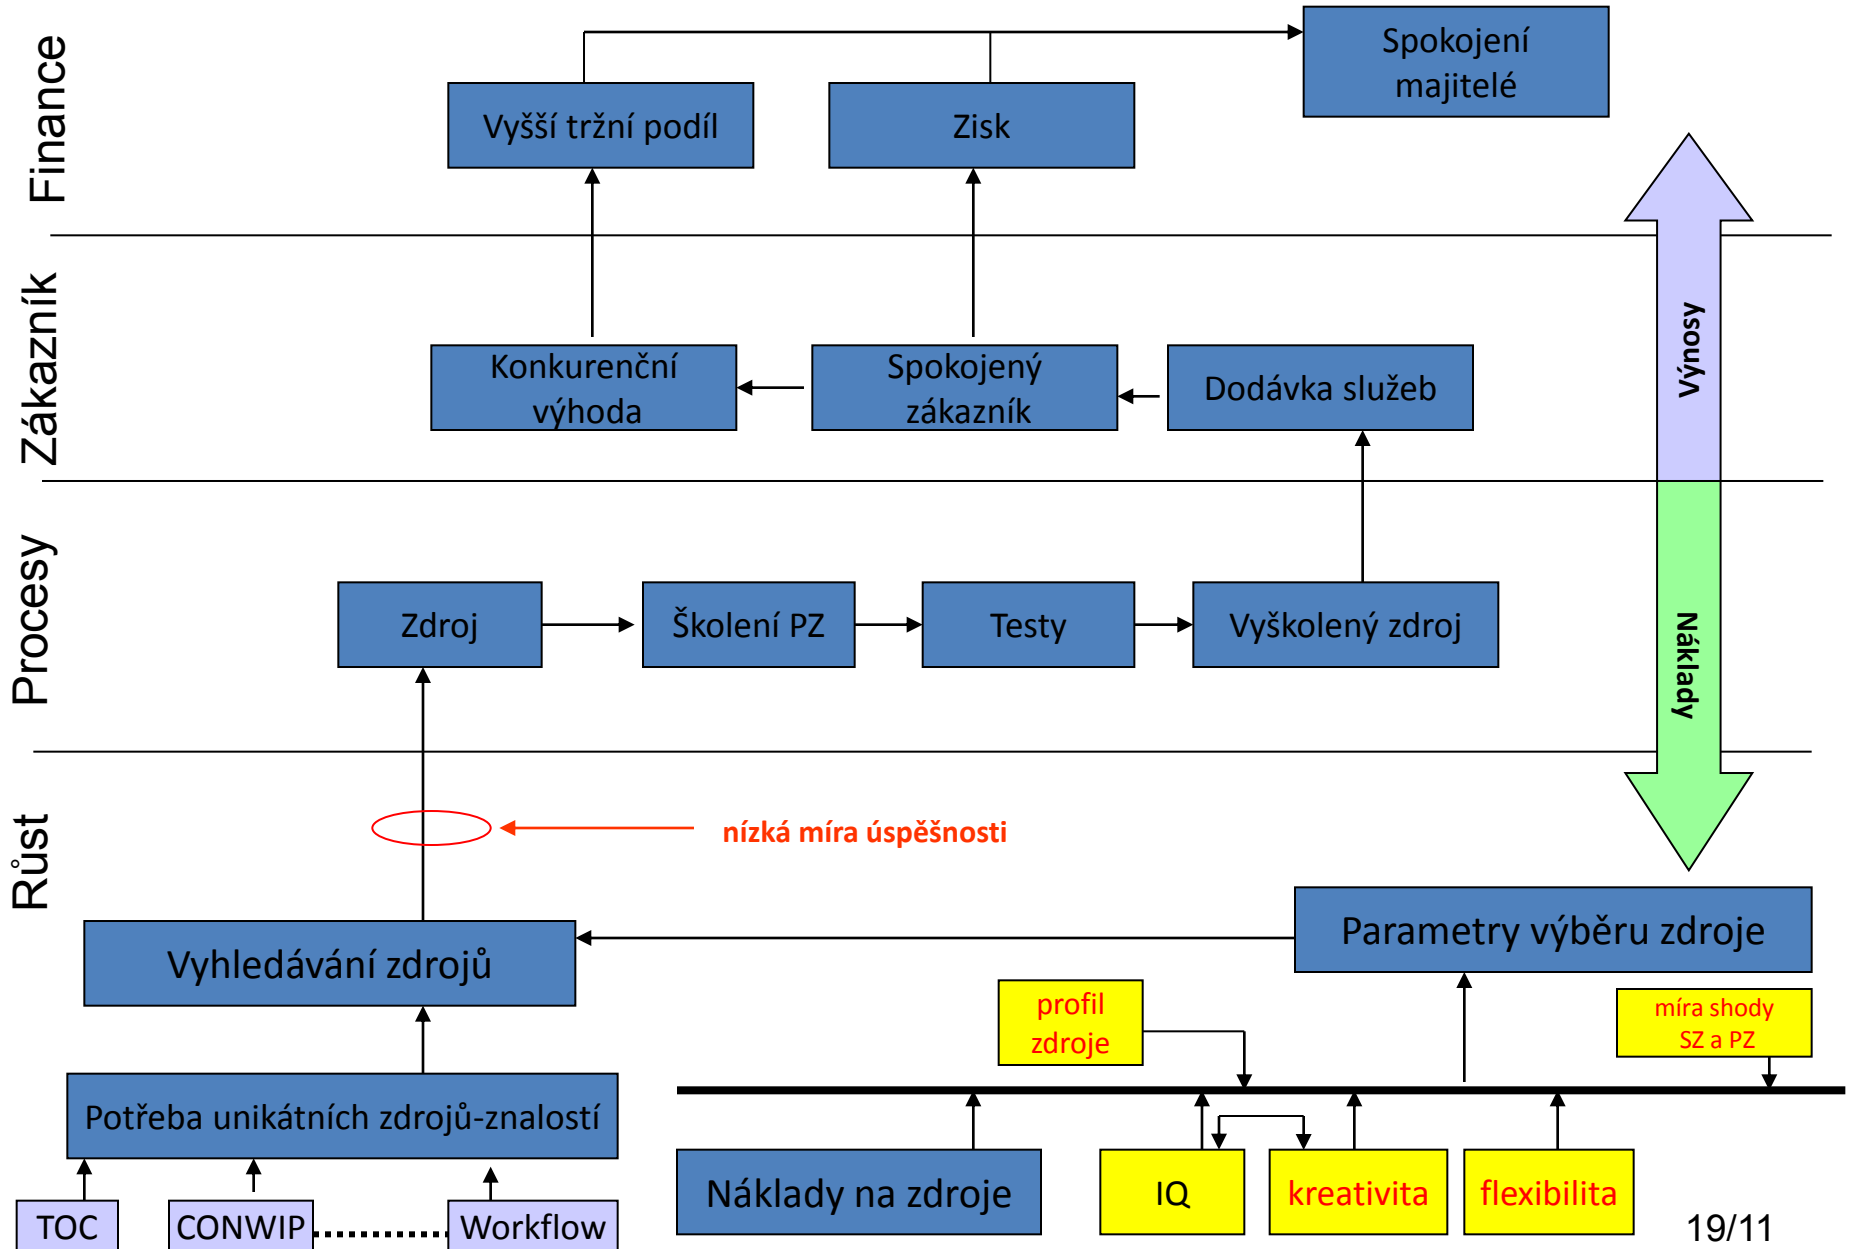 Finance
Spokojení
majitelé
Vyšší tržní podíl
Zisk
Zákazník
Výnosy
Konkurenční
výhoda
Spokojený
zákazník
Dodávka služeb
Procesy
Zdroj
Školení PZ
Testy
Vyškolený zdroj
Náklady
Růst
nízká míra úspěšnosti
Vyhledávání zdrojů
Parametry výběru zdroje
profil
zdroje
míra shody
SZ a PZ
Potřeba unikátních zdrojů-znalostí
Náklady na zdroje
IQ
kreativita
flexibilita
TOC
CONWIP
Workflow
19/11